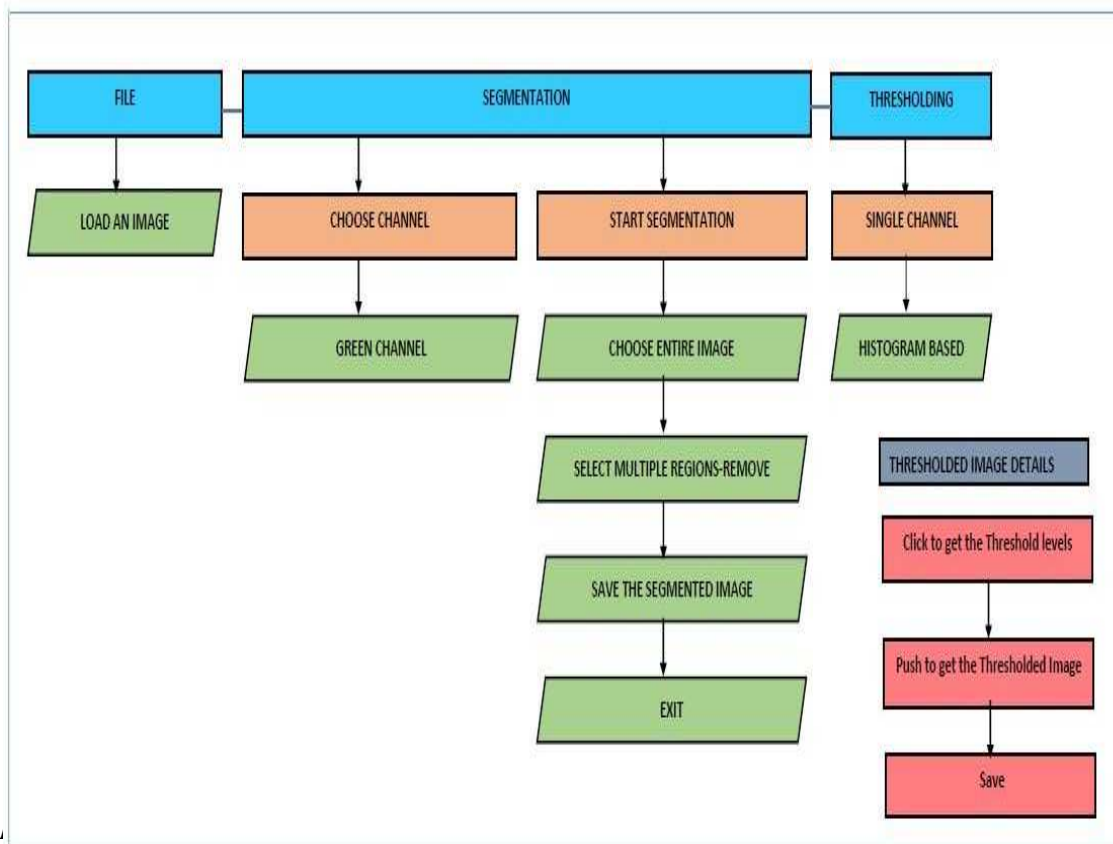 FILE
SEGMENTATION
THRESHOLDING
LOAD AN IMAGE
CHOOSE CHANNEL
START SEGMENTATION
SINGLE CHANNEL
GREEN CHANNEL
CHOOSE ENTIRE IMAGE
HISTOGRAM BASED
SELECT MULTIPLE REGIONS-REMOVE
THRESHOLDED IMAGE DETAILS
Click to get the Threshold levels
SAVE THE SEGMENTED IMAGE
Push to get the Thresholded Image
EXIT
Save